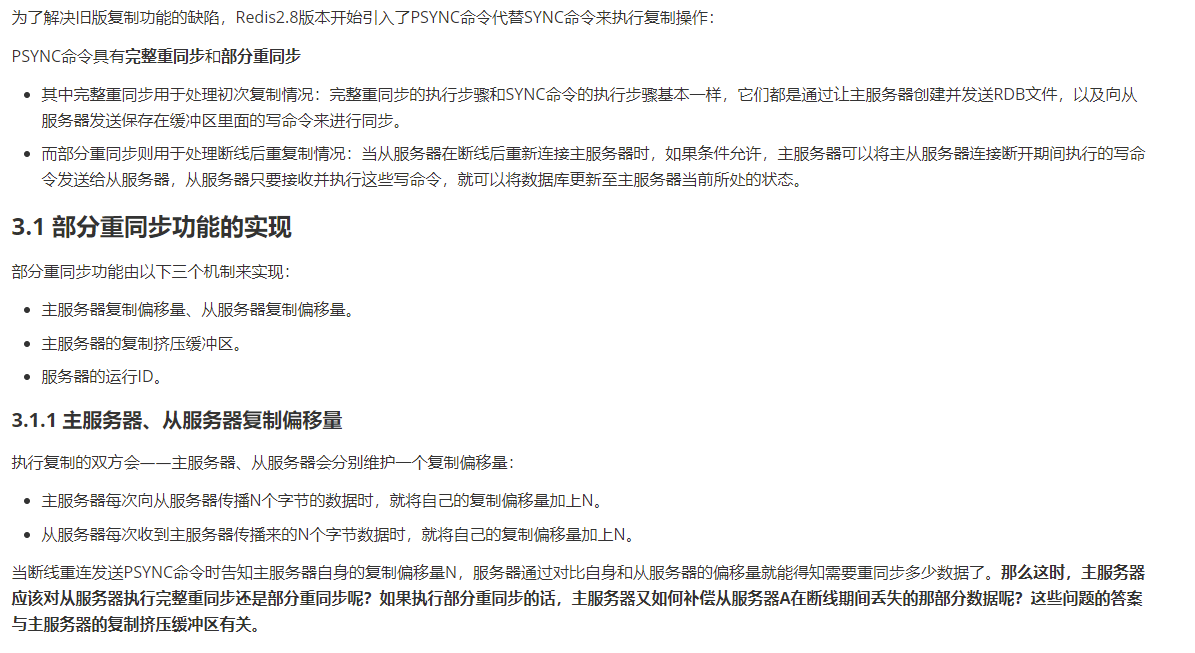 为了解决旧版复制功能的缺陷，Redis2.8版本开始引入了PSYNC命令代替SYNC命令来执行复制操作：
PSYNC命令具有完整重同步和部分重同步
其中完整重同步用于处理初次复制情况：完整重同步的执行步骤和SYNC命令的执行步骤基本一样，它们都是通过让主服务器创建并发送RDB文件，以及向从
服务器发送保存在缓冲区里面的写命令来进行同步。
而部分重同步则用于处理断线后重复制情况：当从服务器在断线后重新连接主服务器时，如果条件允许，主服务器可以将主从服务器连接断开期间执行的写命
令发送给从服务器，从服务器只要接收并执行这些写命令，就可以将数据库更新至主服务器当前所处的状态。
3.1 部分重同步功能的实现
部分重同步功能由以下三个机制来实现：
主服务器复制偏移量、从服务器复制偏移量。
主服务器的复制挤压缓冲区。
服务器的运行ID。
3.1.1 主服务器、从服务器复制偏移量
执行复制的双方会——主服务器、从服务器会分别维护一个复制偏移量：
主服务器每次向从服务器传播N个字节的数据时，就将自己的复制偏移量加上N。
从服务器每次收到主服务器传播来的N个字节数据时，就将自己的复制偏移量加上N。
当断线重连发送PSYNC命令时告知主服务器自身的复制偏移量N，服务器通过对比自身和从服务器的偏移量就能得知需要重同步多少数据了。那么这时，主服务器
应该对从服务器执行完整重同步还是部分重同步呢？如果执行部分重同步的话，主服务器又如何补偿从服务器A在断线期间丢失的那部分数据呢？这些问题的答案
与主服务器的复制挤压缓冲区有关。